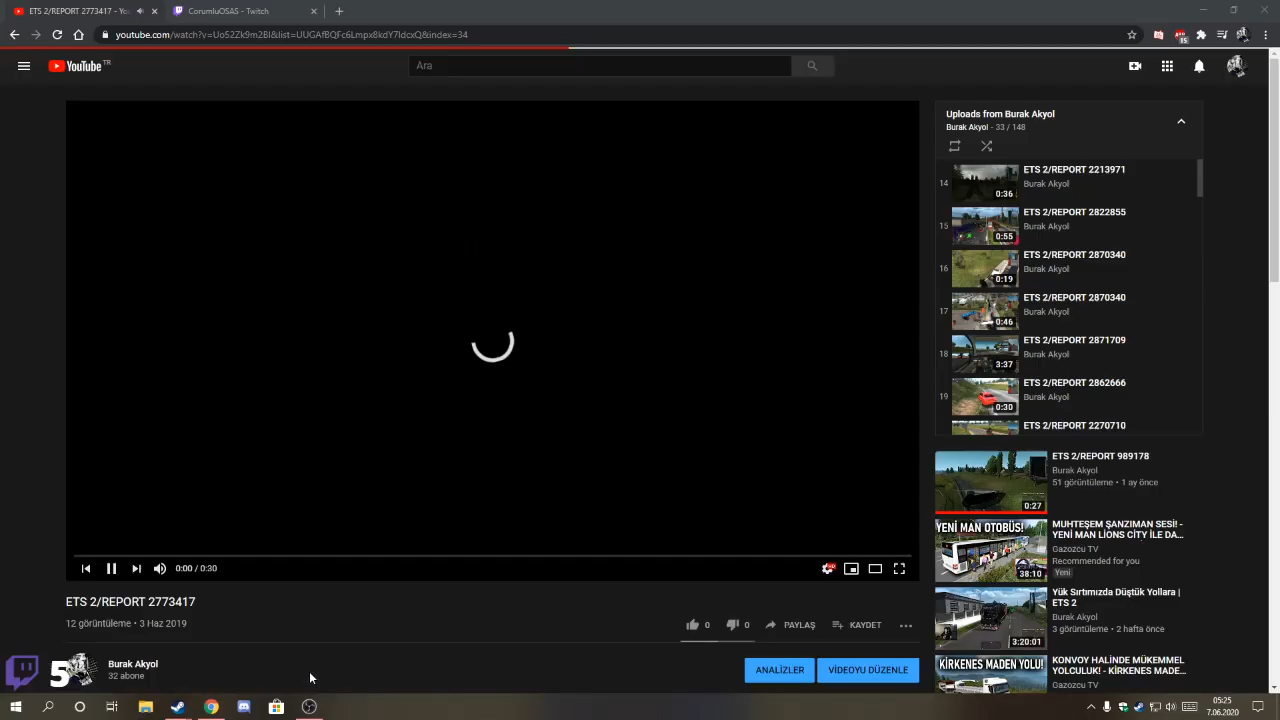 ETS 2/REPORT 2773417 - You
CorumluOSAS - Twitch
youtube.com/watch?v=Uo52Zk9m2BI&list=UUGAfBQFc6Lmpx8kdY7IdcxQ&index=34
15
YouTube TR
Ara
Uploads from Burak Akyol
Burak Akyol - 33 / 148
14
0:36
ETS 2/REPORT 2213971
Burak Akyol
15
0:55
ETS 2/REPORT 2822855
Burak Akyol
16
0:19
ETS 2/REPORT 2870340
Burak Akyol
17
0:46
ETS 2/REPORT 2870340
Burak Akyol
18
3:37
ETS 2/REPORT 2871709
Burak Akyol
19
0:30
ETS 2/REPORT 2862666
Burak Akyol
ETS 2/REPORT 2270710
0:00 / 0:30
ETS 2/REPORT 2773417
12 görüntüleme • 3 Haz 2019
0
0
PAYLAŞ
KAYDET
Burak Akyol
32 abone
ANALİZLER
VİDEOYU DÜZENLE
5
0:27
ETS 2/REPORT 989178
Burak Akyol
51 görüntüleme • 1 ay önce
YENİ MAN OTOBÜS!
38:10
MUHTEŞEM ŞANZIMAN SESİ! -
YENİ MAN LİONS CİTY İLE DA...
Gazozcu TV
Recommended for you
Yeni
3:20:01
Yük Sırtımızda Düştük Yollara |
ETS 2
Burak Akyol
3 görüntüleme • 2 hafta önce
KİRKENES MADEN YOLU!
KONVOY HALİNDE MÜKEMMEL
YOLCULUK! - KİRKENES MADE...
Gazozcu TV
05:25
7.06.2020